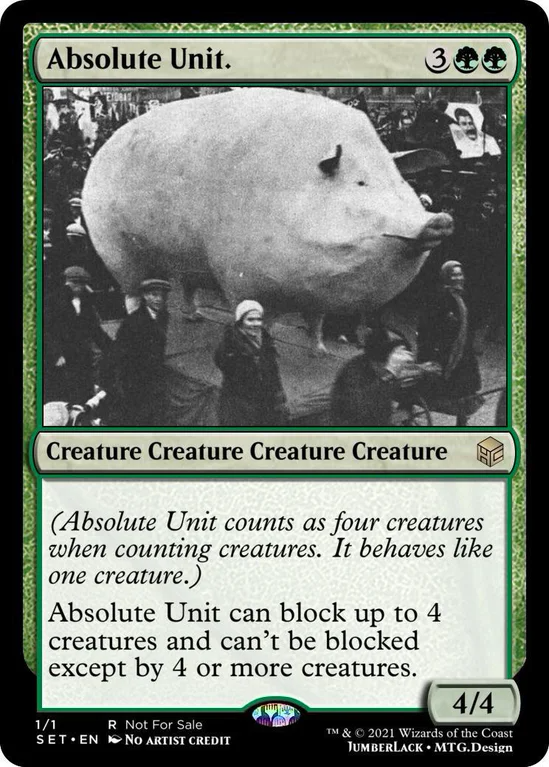 Absolute Unit. 3
Creature Creature Creature Creature
(Absolute Unit counts as four creatures
when counting creatures. It behaves like
one creature.)
Absolute Unit can block up to 4
creatures and can't be blocked
except by 4 or more creatures.
4/4
1/1 R Not For Sale
SET • EN No artist credit
™ & © 2021 Wizards of the Coast
JumberLack • MTG.Design